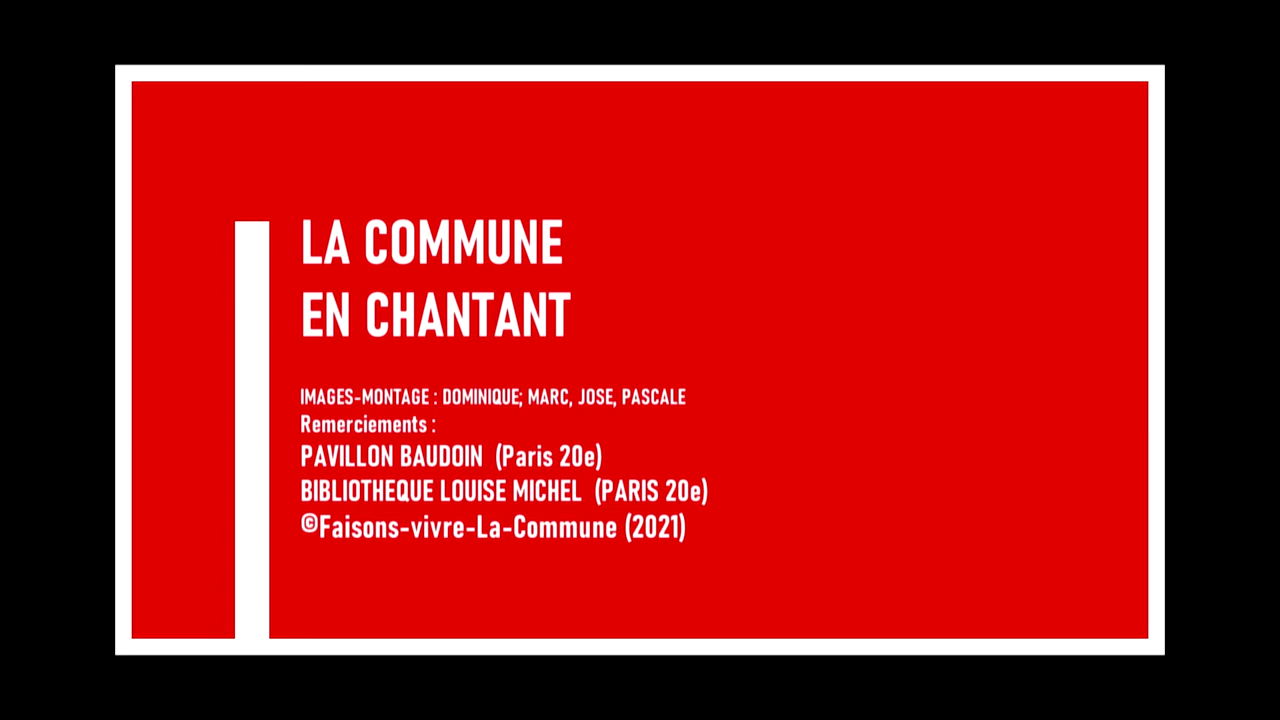 LA COMMUNE
EN CHANTANT
IMAGES-MONTAGE : DOMINIQUE; MARC, JOSE, PASCALE
Remerciements :
PAVILLON BAUDOIN (Paris 20e)
BIBLIOTHEQUE LOUISE MICHEL (PARIS 20e)
©Faisons-vivre-La-Commune (2021)